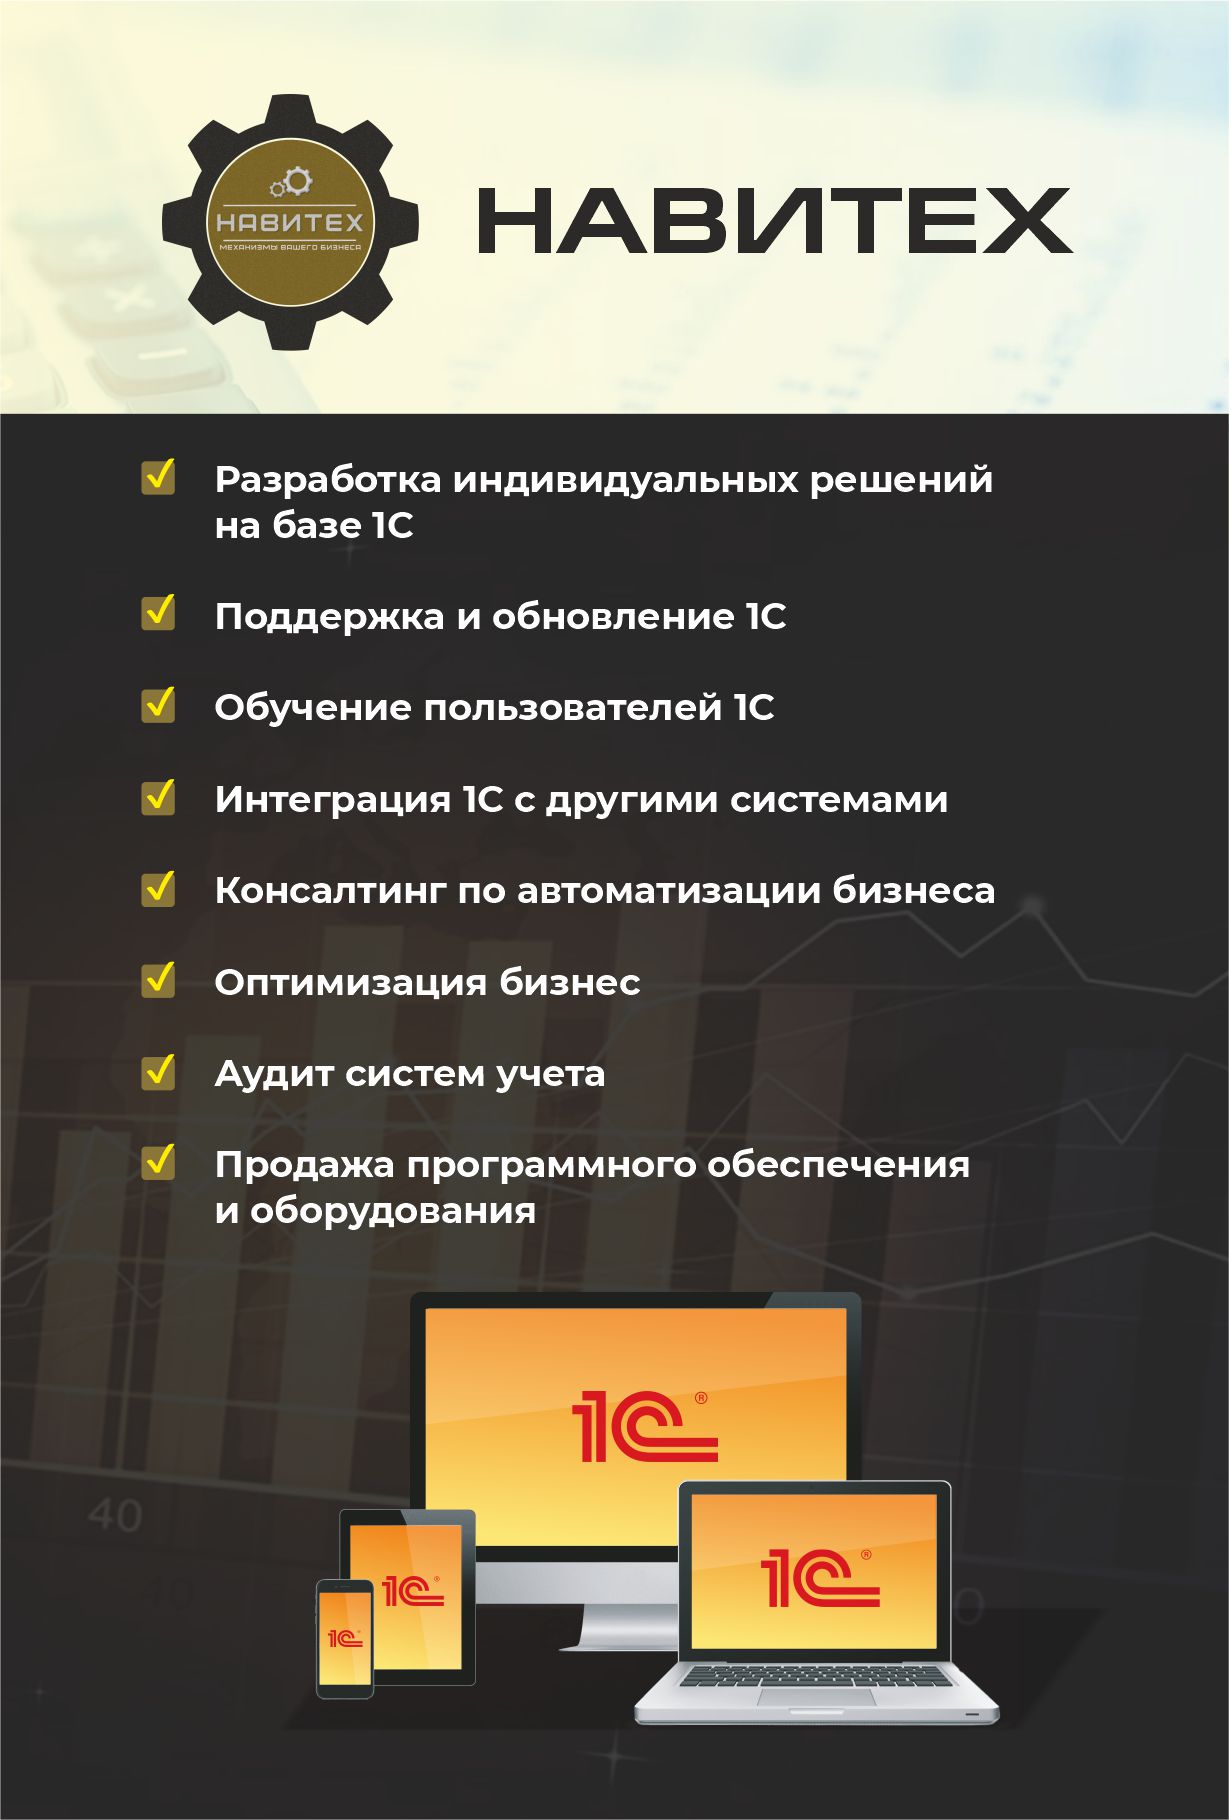 НАВИТЕХ
МЕХАНИЗМЫ ВАШЕГО БИЗНЕСА
НАВИТЕХ
Разработка индивидуальных решений
на базе 1С
Поддержка и обновление 1С
Обучение пользователей 1С
Интеграция 1С с другими системами
Консалтинг по автоматизации бизнеса
Оптимизация бизнес
Аудит систем учета
Продажа программного обеспечения
и оборудования
1С®
40
40
1С®
1С®
1С